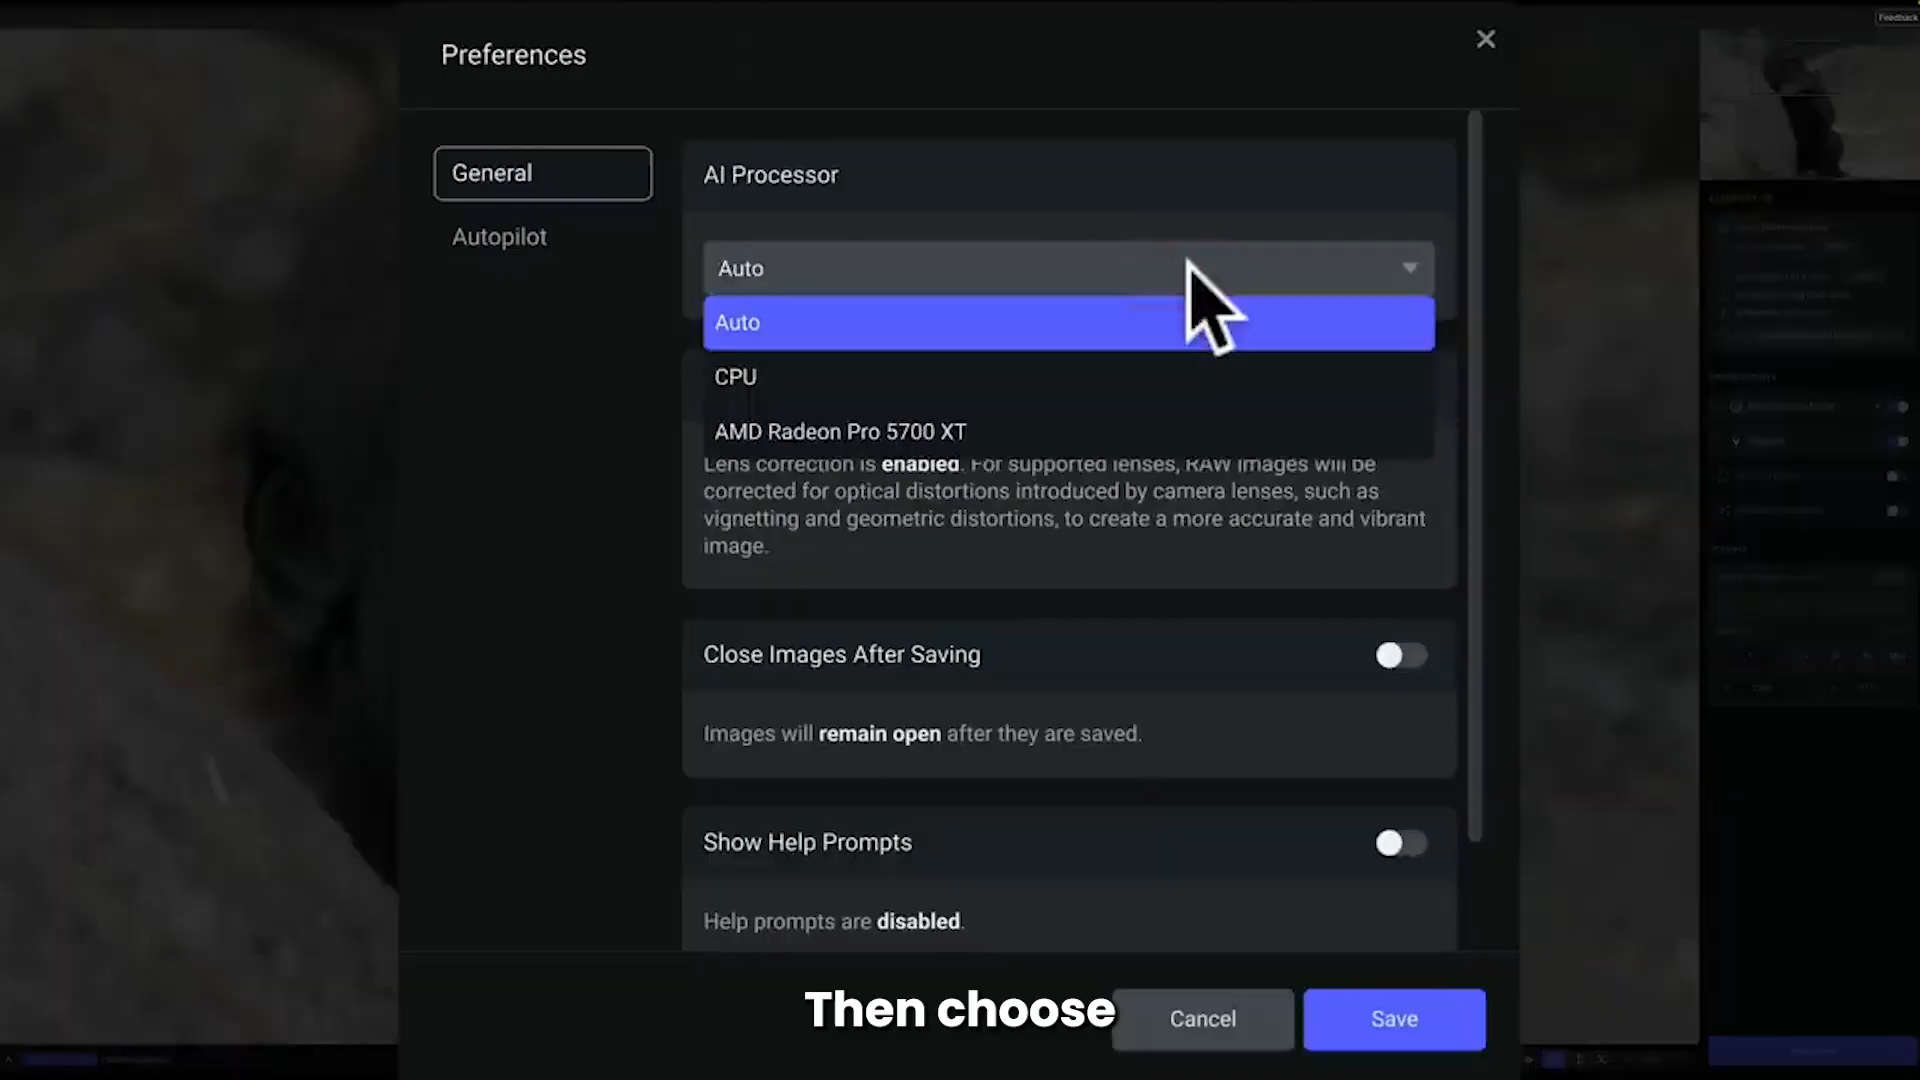 Feedback
Preferences
General
Autopilot
AI Processor
Auto
Auto
CPU
AMD Radeon Pro 5700 XT
Lens correction is enabled. For supported lenses, RAW images will be
corrected for optical distortions introduced by camera lenses, such as
vignetting and geometric distortions, to create a more accurate and vibrant
image.
Close Images After Saving
Images will remain open after they are saved.
Show Help Prompts
Help prompts are disabled.
Then choose
Cancel
Save